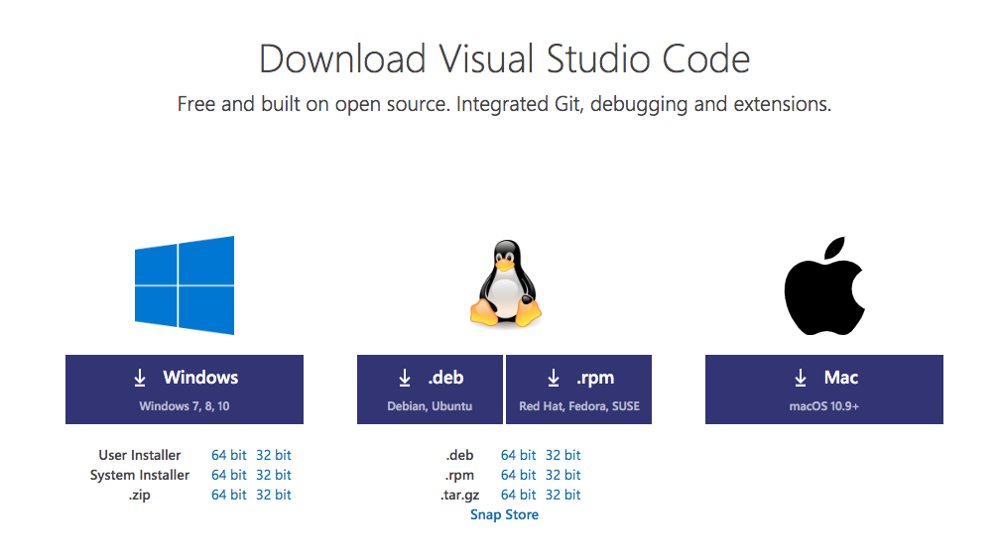 Download Visual Studio Code
Free and built on open source. Integrated Git, debugging and extensions.
Windows
Windows 7, 8, 10
User Installer 64 bit 32 bit
System Installer 64 bit 32 bit
.zip 64 bit 32 bit
.deb
Debian, Ubuntu
.rpm
Red Hat, Fedora, SUSE
.deb 64 bit 32 bit
.rpm 64 bit 32 bit
.tar.gz 64 bit 32 bit
Snap Store
Mac
macOS 10.9+